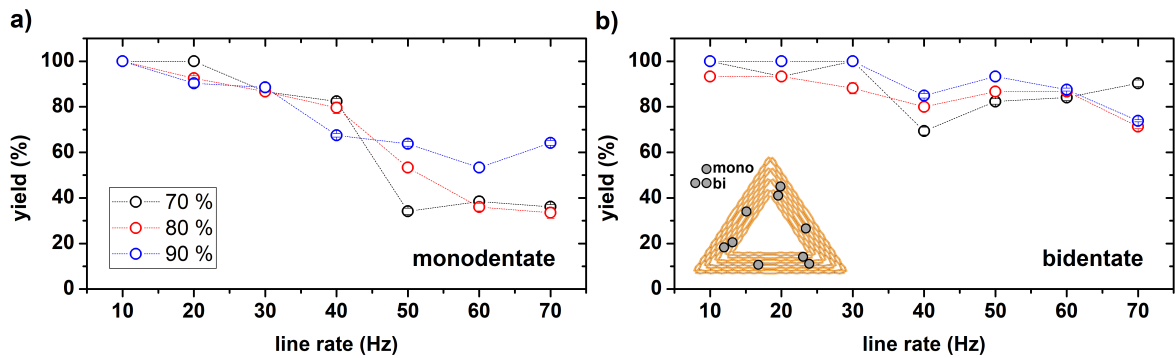 a)
100
80
60
40
20
0
yield (%)
70 %
80 %
90 %
monodentate
10 20 30 40 50 60 70
line rate (Hz)
b)
100
80
60
40
20
0
yield (%)
mono
bi
bidentate
10 20 30 40 50 60 70
line rate (Hz)